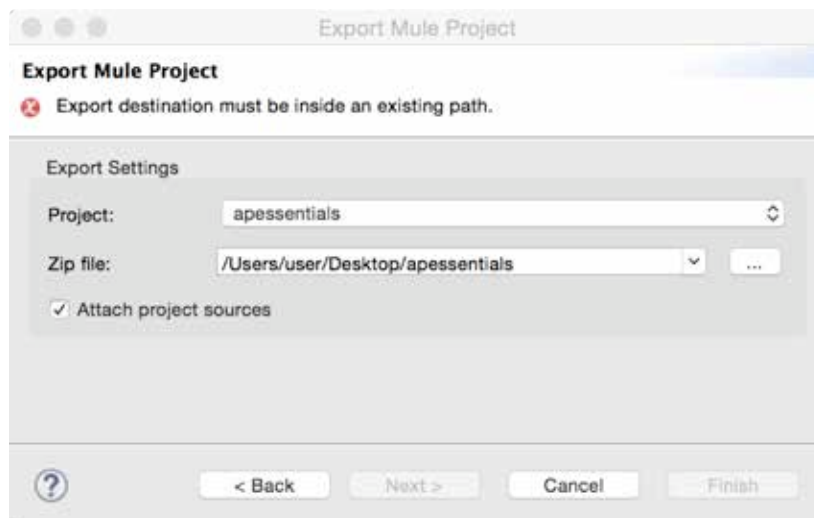 Export Mule Project
Export Mule Project
Export destination must be inside an existing path.
Export Settings
Project: apessentials
Zip file: /Users/user/Desktop/apessentials ...
Attach project sources
? < Back Next > Cancel Finish